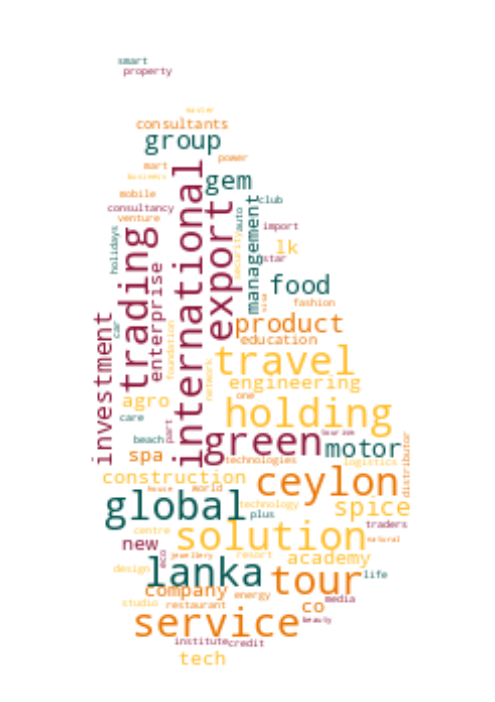 smart
property
consultants
group
power
mart
business
gem
mobile
consultancy
venture
club
auto
import
management
holidays
international
export
trading
security
lk
star
enterprise
food
fashion
product
education
investment
car
foundation
travel
network
engineering
one
agro
holding
care
part
beach
green
tourism
motor
spa
technologies
logistics
distributor
construction
ceylon
house
world
global
technology
spice
plus
traders
centre
solution
natural
new
eco
jewellery
resort
academy
design
lanka
tour
life
company
energy
studio
restaurant
co
media
service
beauty
institute
credit
tech